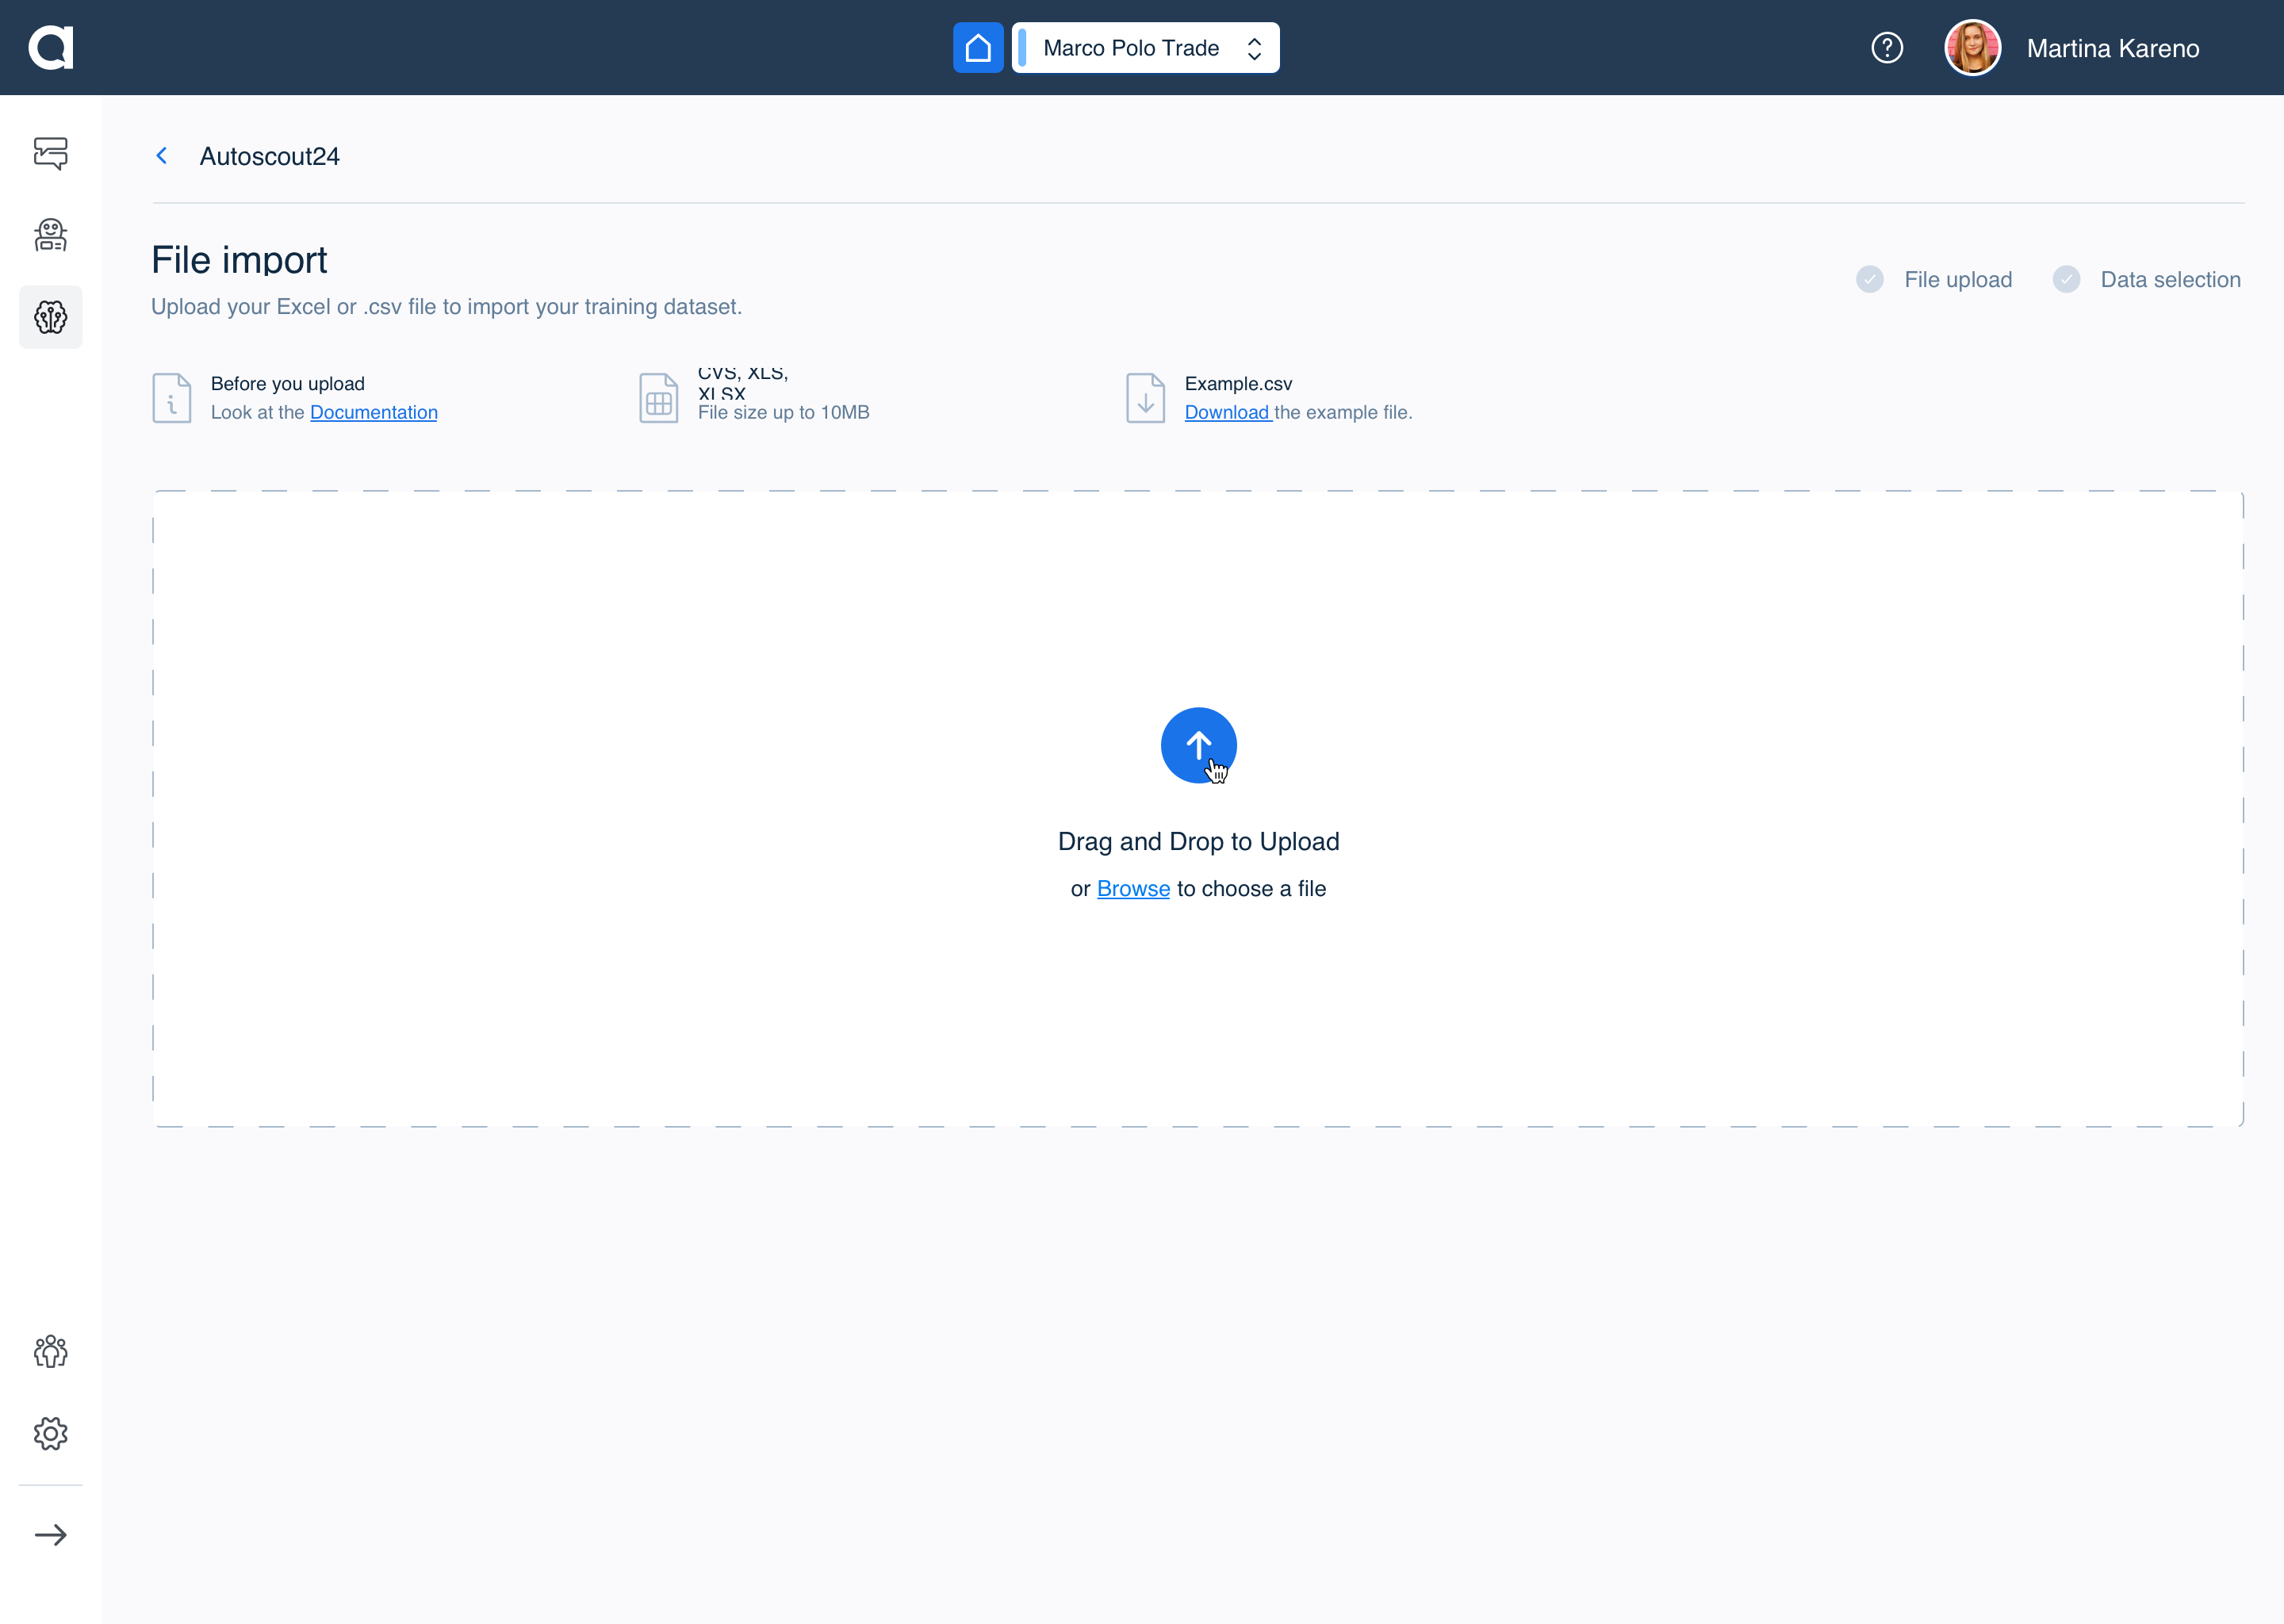 Marco Polo Trade
Martina Kareno
Autoscout24
File import
Upload your Excel or .csv file to import your training dataset.
File upload
Data selection
Before you upload
Look at the Documentation
CVS, XLS,
XLSX
File size up to 10MB
Example.csv
Download the example file.
Drag and Drop to Upload
or Browse to choose a file